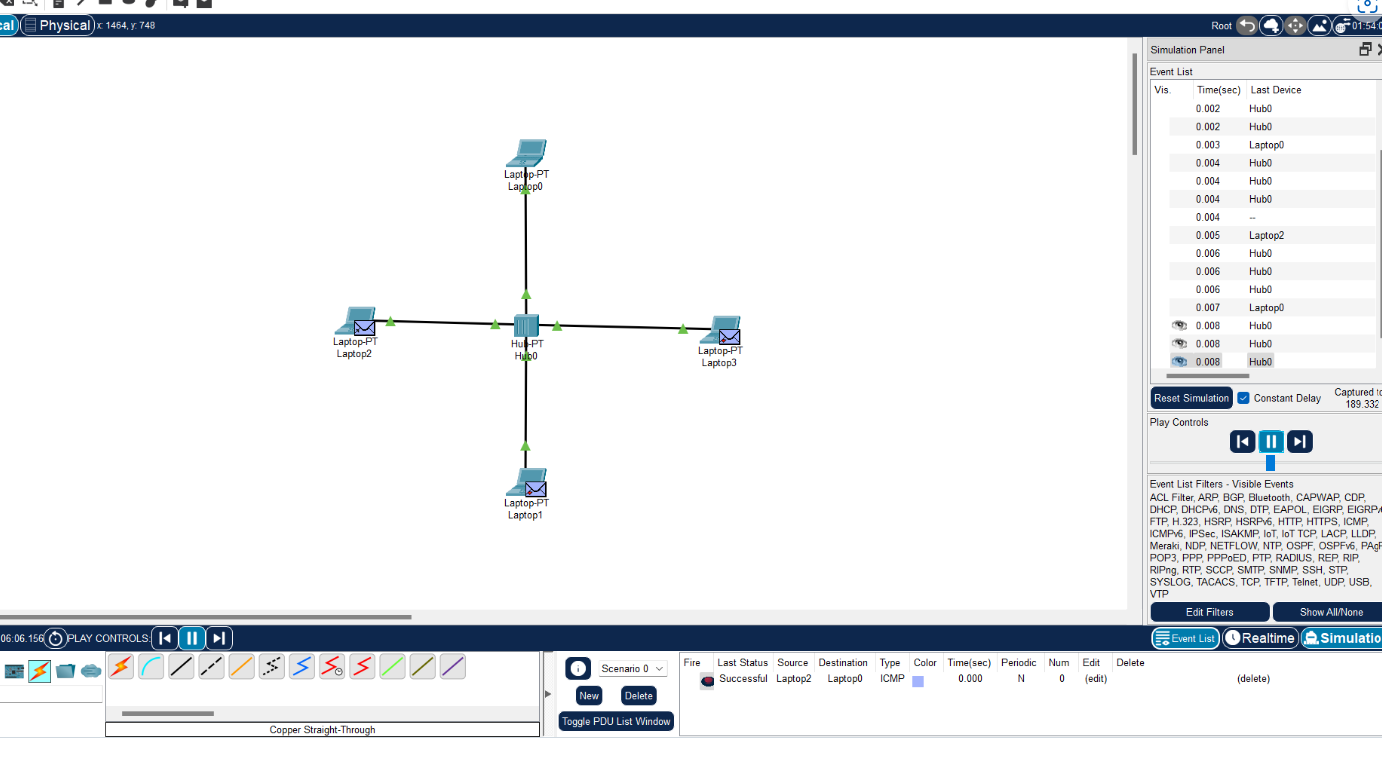 cal Physical x: 1464, y: 748 Root 01:54:0
Simulation Panel
Event List
Vis. Time(sec) Last Device
0.002 Hub0
0.002 Hub0
0.003 Laptop0
0.004 Hub0
0.004 Hub0
0.004 Hub0
0.004 --
0.005 Laptop2
0.006 Hub0
0.006 Hub0
0.006 Hub0
0.007 Laptop0
0.008 Hub0
0.008 Hub0
0.008 Hub0
Reset Simulation Constant Delay Captured to
189.332
Play Controls
Event List Filters - Visible Events
ACL Filter, ARP, BGP, Bluetooth, CAPWAP, CDP,
DHCP, DHCPv6, DNS, DTP, EAPOL, EIGRP, EIGRPv
FTP, H.323, HSRP, HSRPv6, HTTP, HTTPS, ICMP,
ICMPv6, IPSec, ISAKMP, IoT, IoT TCP, LACP, LLDP,
Meraki, NDP, NETFLOW, NTP, OSPF, OSPFv6, PAgP
POP3, PPP, PPPoED, PTP, RADIUS, REP, RIP,
RIPng, RTP, SCCP, SMTP, SNMP, SSH, STP,
SYSLOG, TACACS, TCP, TFTP, Telnet, UDP, USB,
VTP
Edit Filters Show All/None
Laptop-PT
Laptop0
Laptop-PT
Laptop2
Hub-PT
Hub0
Laptop-PT
Laptop3
Laptop-PT
Laptop1
06:06.156 PLAY CONTROLS: Event List Realtime Simulatio
Scenario 0
New Delete
Toggle PDU List Window
Fire Last Status Source Destination Type Color Time(sec) Periodic Num Edit Delete
Successful Laptop2 Laptop0 ICMP 0.000 N 0 (edit) (delete)
Copper Straight-Through